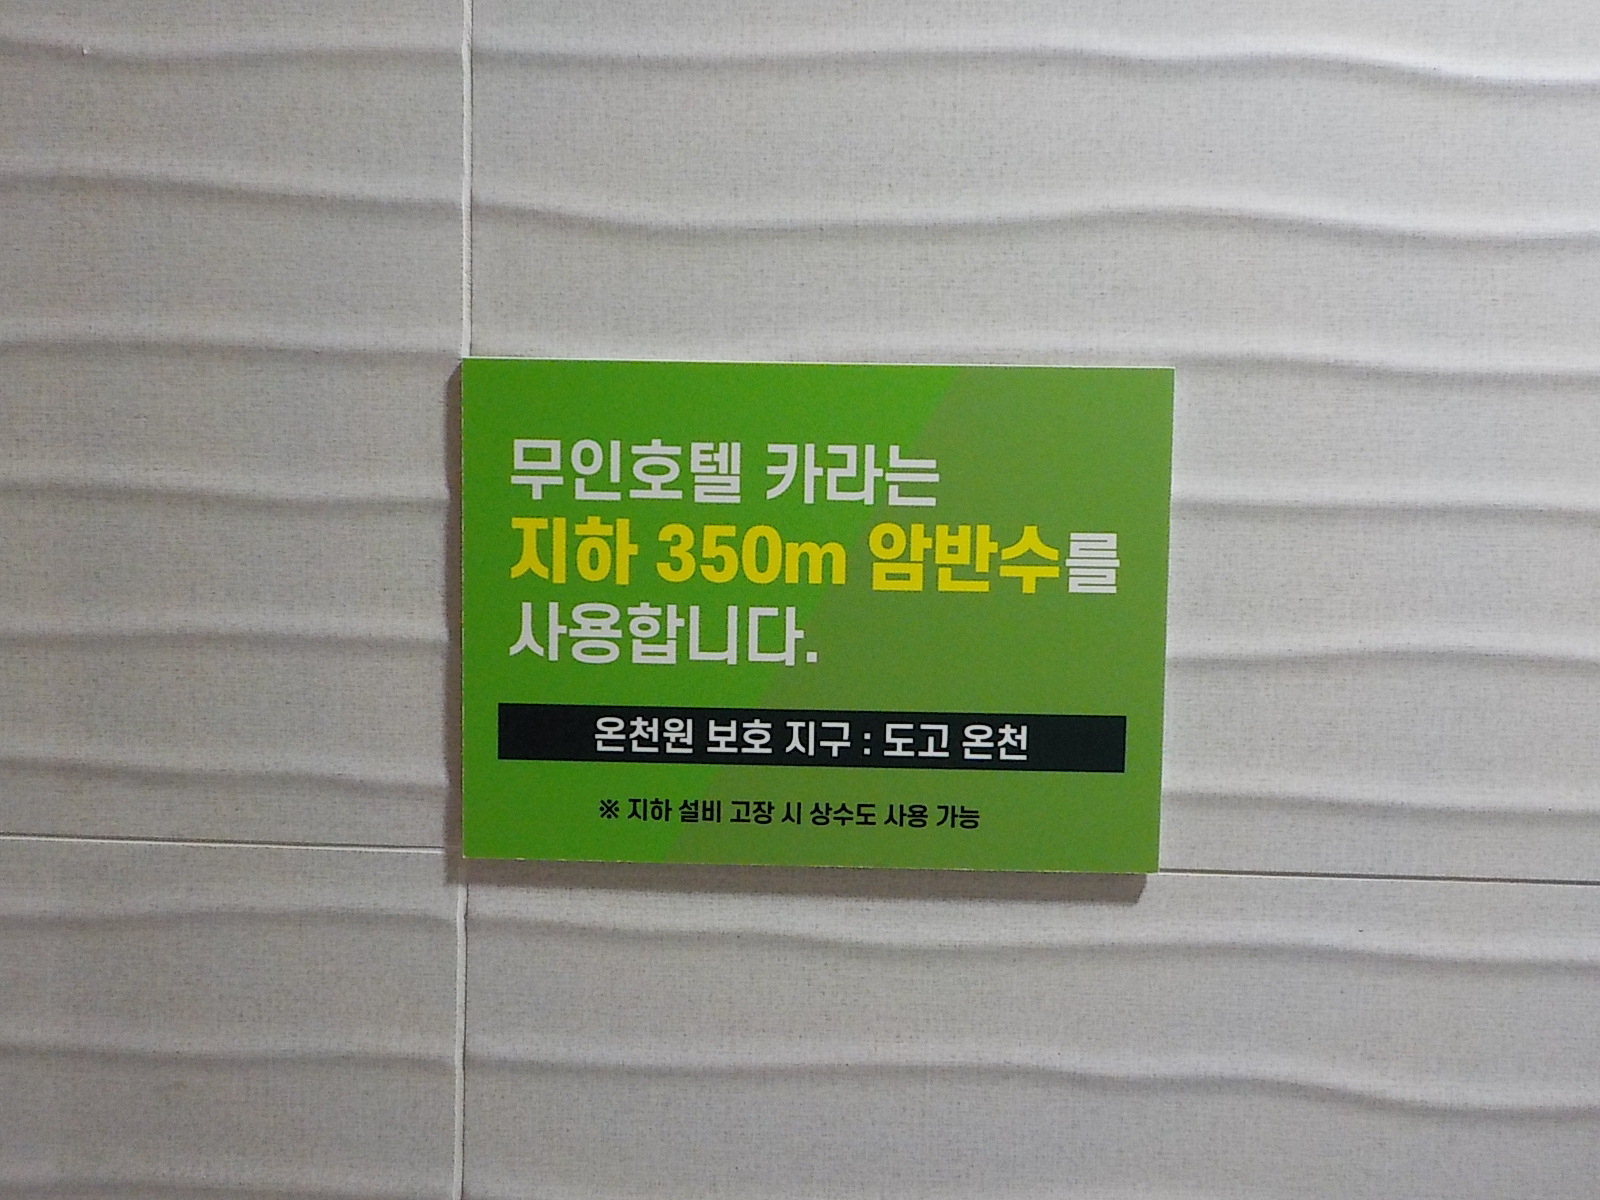 무인호텔 카라는
지하 350m 암반수를
사용합니다.
온천원 보호 지구 : 도고 온천
※ 지하 설비 고장 시 상수도 사용 가능